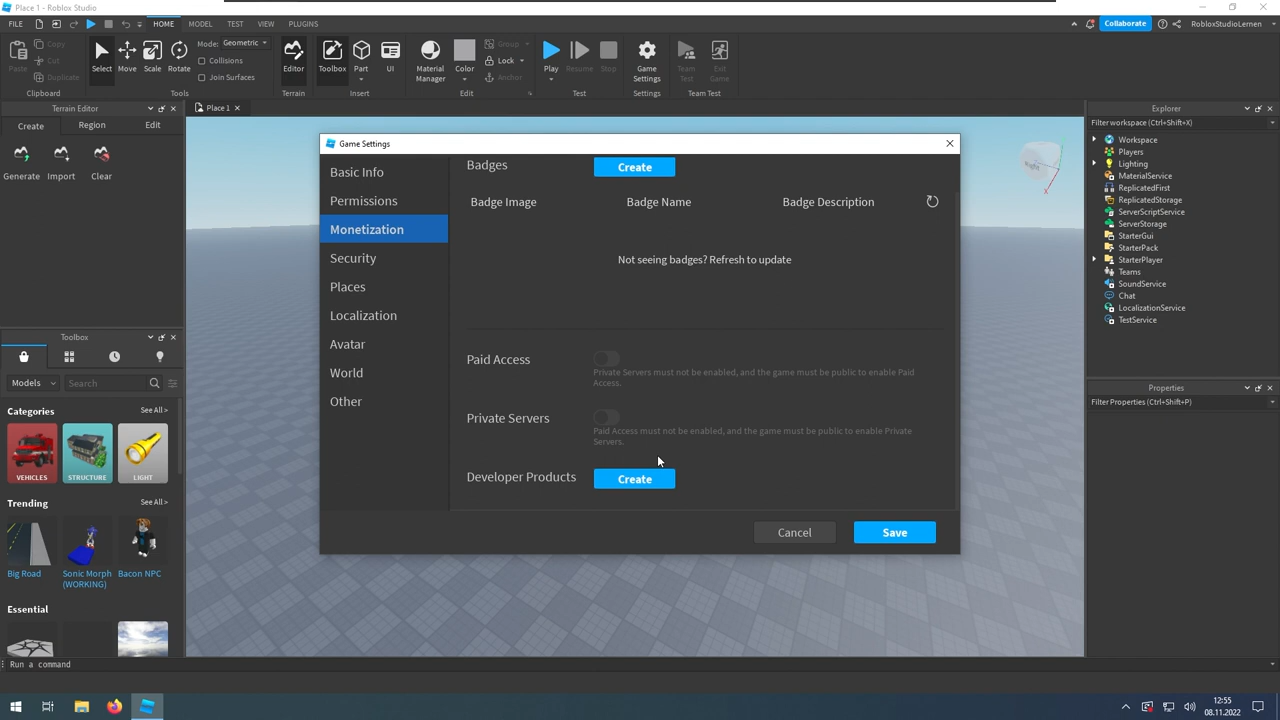 Place 1 - Roblox Studio
FILE
HOME MODEL TEST VIEW PLUGINS
Collaborate
RobloxStudioLernen
Paste
Copy
Cut
Duplicate
Clipboard
Select Move Scale Rotate
Mode: Geometric
Collisions
Join Surfaces
Tools
Editor
Terrain
Toolbox Part UI
Insert
Material Manager
Color
Group
Lock
Anchor
Edit
Play Resume Stop
Test
Game Settings
Settings
Team Test
Exit Game
Team Test
Terrain Editor
Create Region Edit
Generate Import Clear
Place 1
Toolbox
Models
Search
Categories See All >
VEHICLES STRUCTURE LIGHT
Trending See All >
Big Road
Sonic Morph (WORKING)
Bacon NPC
Essential
Run a command
Game Settings
Basic Info
Permissions
Monetization
Security
Places
Localization
Avatar
World
Other
Badges Create
Badge Image Badge Name Badge Description
Not seeing badges? Refresh to update
Paid Access
Private Servers must not be enabled, and the game must be public to enable Paid
Access.
Private Servers
Paid Access must not be enabled, and the game must be public to enable Private
Servers.
Developer Products Create
Cancel Save
Right
X
Explorer
Filter workspace (Ctrl+Shift+X)
Workspace
Players
Lighting
MaterialService
ReplicatedFirst
ReplicatedStorage
ServerScriptService
ServerStorage
StarterGui
StarterPack
StarterPlayer
Teams
SoundService
Chat
LocalizationService
TestService
Properties
Filter Properties (Ctrl+Shift+P)
12:55
08.11.2022